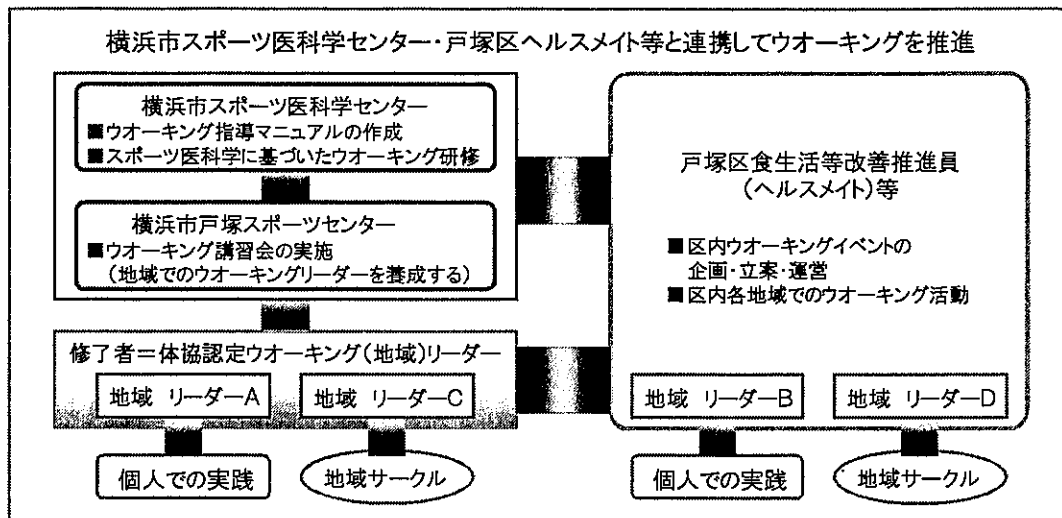 横浜市スポーツ医科学センター・戸塚区ヘルスメイト等と連携してウオーキングを推進
横浜市スポーツ医科学センター
■ウオーキング指導マニュアルの作成
■スポーツ医科学に基づいたウオーキング研修
横浜市戸塚スポーツセンター
■ウオーキング講習会の実施
(地域でのウオーキングリーダーを養成する)
修了者=体協認定ウオーキング(地域)リーダー
地域 リーダーA
地域 リーダーC
個人での実践
地域サークル
戸塚区食生活等改善推進員
(ヘルスメイト)等
■区内ウオーキングイベントの
企画・立案・運営
■区内各地域でのウオーキング活動
地域 リーダーB
地域 リーダーD
個人での実践
地域サークル